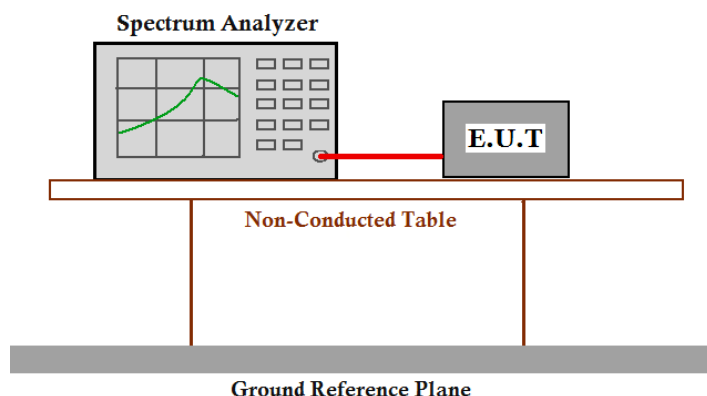 Spectrum Analyzer
E.U.T
Non-Conducted Table
Ground Reference Plane